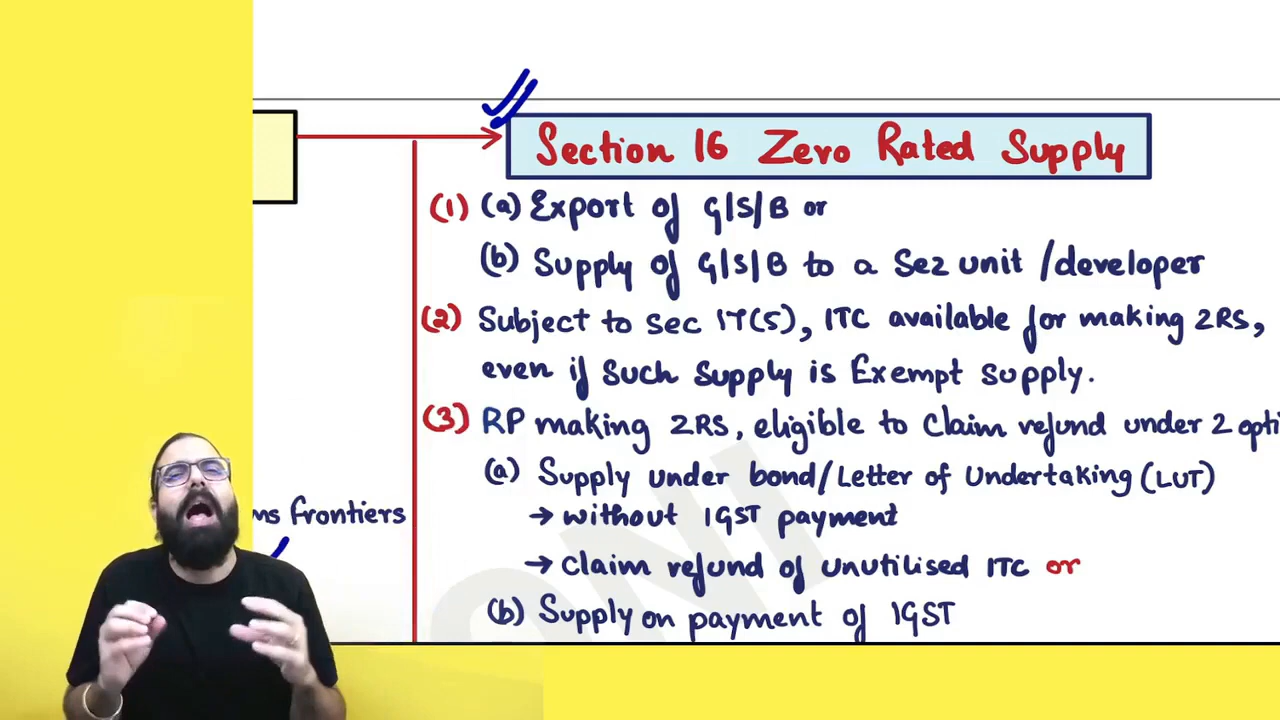 Section 16 Zero Rated Supply
(1) (a) Export of G/S/B or
(b) Supply of G/S/B to a Sez unit /developer
(2) Subject to sec 17(5), ITC available for making ZRS,
even if Such Supply is Exempt supply.
(3) RP making ZRS, eligible to Claim refund under 2 opti
(a) Supply under bond/Letter of Undertaking (LUT)
ms frontiers
→ without IGST payment
→ Claim refund of unutilised ITC or
(b) Supply on payment of IGST